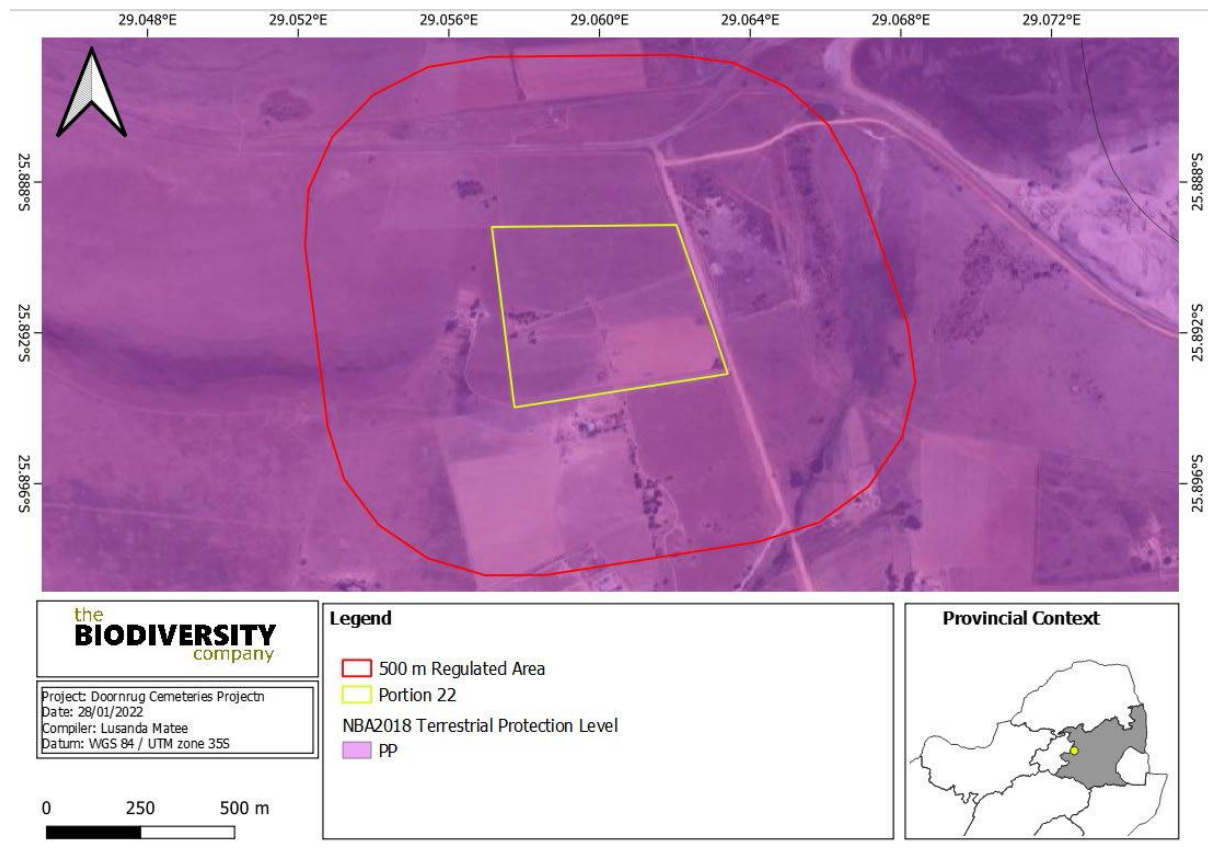 29.048°E 29.052°E 29.056°E 29.060°E 29.064°E 29.068°E 29.072°E
25.888°S 25.888°S
25.892°S 25.892°S
25.896°S 25.896°S
the
BIODIVERSITY
company
Project: Doornrug Cemeteries Projectn
Date: 28/01/2022
Compiler: Lusanda Matee
Datum: WGS 84 / UTM zone 35S
0 250 500 m
Legend
500 m Regulated Area
Portion 22
NBA2018 Terrestrial Protection Level
PP
Provincial Context